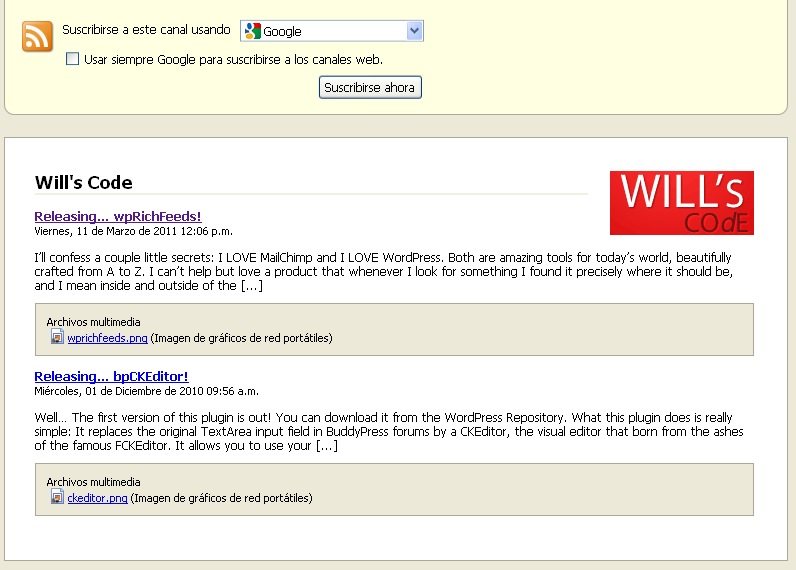 Suscribirse a este canal usando Google
Usar siempre Google para suscribirse a los canales web.
Suscribirse ahora
Will's Code
WILL's
COdE
Releasing... wpRichFeeds!
Viernes, 11 de Marzo de 2011 12:06 p.m.
I'll confess a couple little secrets: I LOVE MailChimp and I LOVE WordPress. Both are amazing tools for today's world, beautifully
crafted from A to Z. I can't help but love a product that whenever I look for something I found it precisely where it should be,
and I mean inside and outside of the [...]
Archivos multimedia
wprichfeeds.png (Imagen de gráficos de red portátiles)
Releasing... bpCKEditor!
Miércoles, 01 de Diciembre de 2010 09:56 a.m.
Well… The first version of this plugin is out! You can download it from the WordPress Repository. What this plugin does is really
simple: It replaces the original TextArea input field in BuddyPress forums by a CKEditor, the visual editor that born from the ashes
of the famous FCKEditor. It allows you to use your [...]
Archivos multimedia
ckeditor.png (Imagen de gráficos de red portátiles)